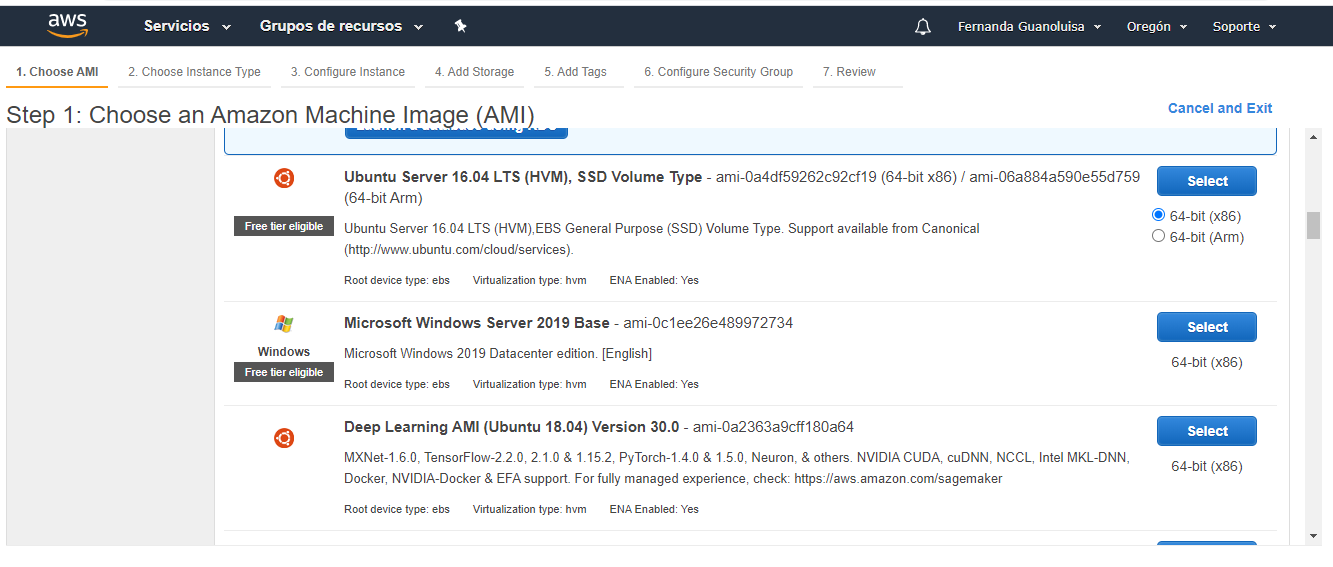 aws Servicios Grupos de recursos Fernanda Guanoluisa Oregón Soporte
1. Choose AMI 2. Choose Instance Type 3. Configure Instance 4. Add Storage 5. Add Tags 6. Configure Security Group 7. Review
Step 1: Choose an Amazon Machine Image (AMI) Cancel and Exit
Ubuntu Server 16.04 LTS (HVM), SSD Volume Type - ami-0a4df59262c92cf19 (64-bit x86) / ami-06a884a590e55d759
(64-bit Arm)
Select
Free tier eligible
Ubuntu Server 16.04 LTS (HVM),EBS General Purpose (SSD) Volume Type. Support available from Canonical
(http://www.ubuntu.com/cloud/services).
64-bit (x86)
64-bit (Arm)
Root device type: ebs Virtualization type: hvm ENA Enabled: Yes
Windows
Free tier eligible
Microsoft Windows Server 2019 Base - ami-0c1ee26e489972734
Select
Microsoft Windows 2019 Datacenter edition. [English]
64-bit (x86)
Root device type: ebs Virtualization type: hvm ENA Enabled: Yes
Deep Learning AMI (Ubuntu 18.04) Version 30.0 - ami-0a2363a9cff180a64
Select
MXNet-1.6.0, TensorFlow-2.2.0, 2.1.0 & 1.15.2, PyTorch-1.4.0 & 1.5.0, Neuron, & others. NVIDIA CUDA, cuDNN, NCCL, Intel MKL-DNN,
Docker, NVIDIA-Docker & EFA support. For fully managed experience, check: https://aws.amazon.com/sagemaker
64-bit (x86)
Root device type: ebs Virtualization type: hvm ENA Enabled: Yes